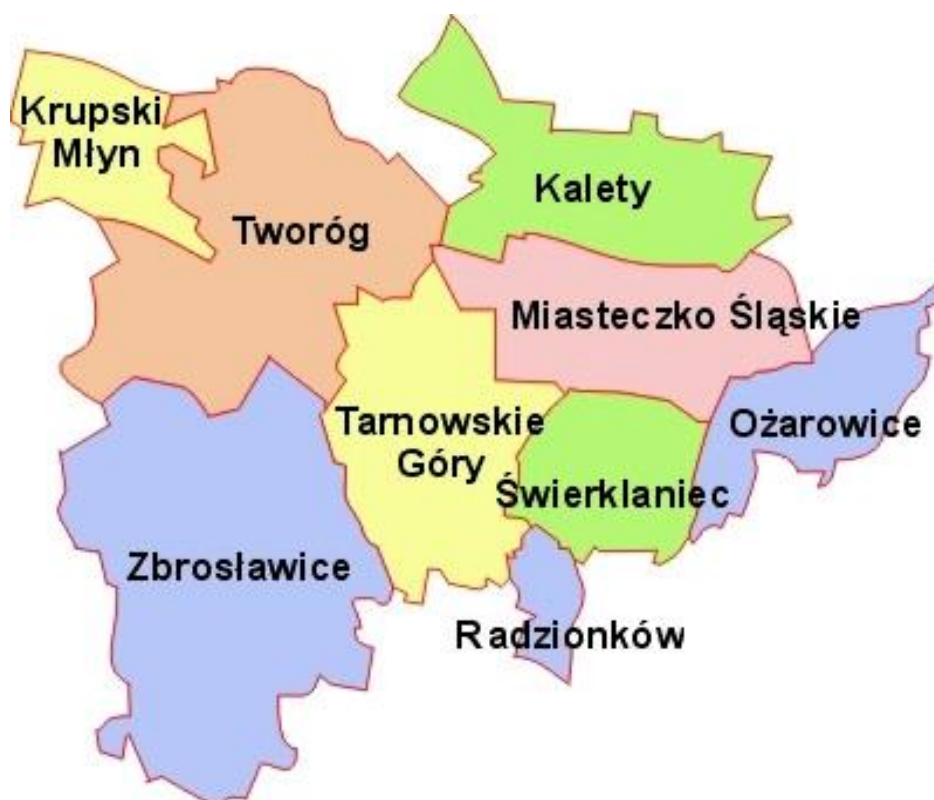 Krupski
Młyn
Kalety
Tworóg
Miasteczko Śląskie
Tarnowskie
Góry
Ożarowice
Świerklaniec
Zbrosławice
Radzionków